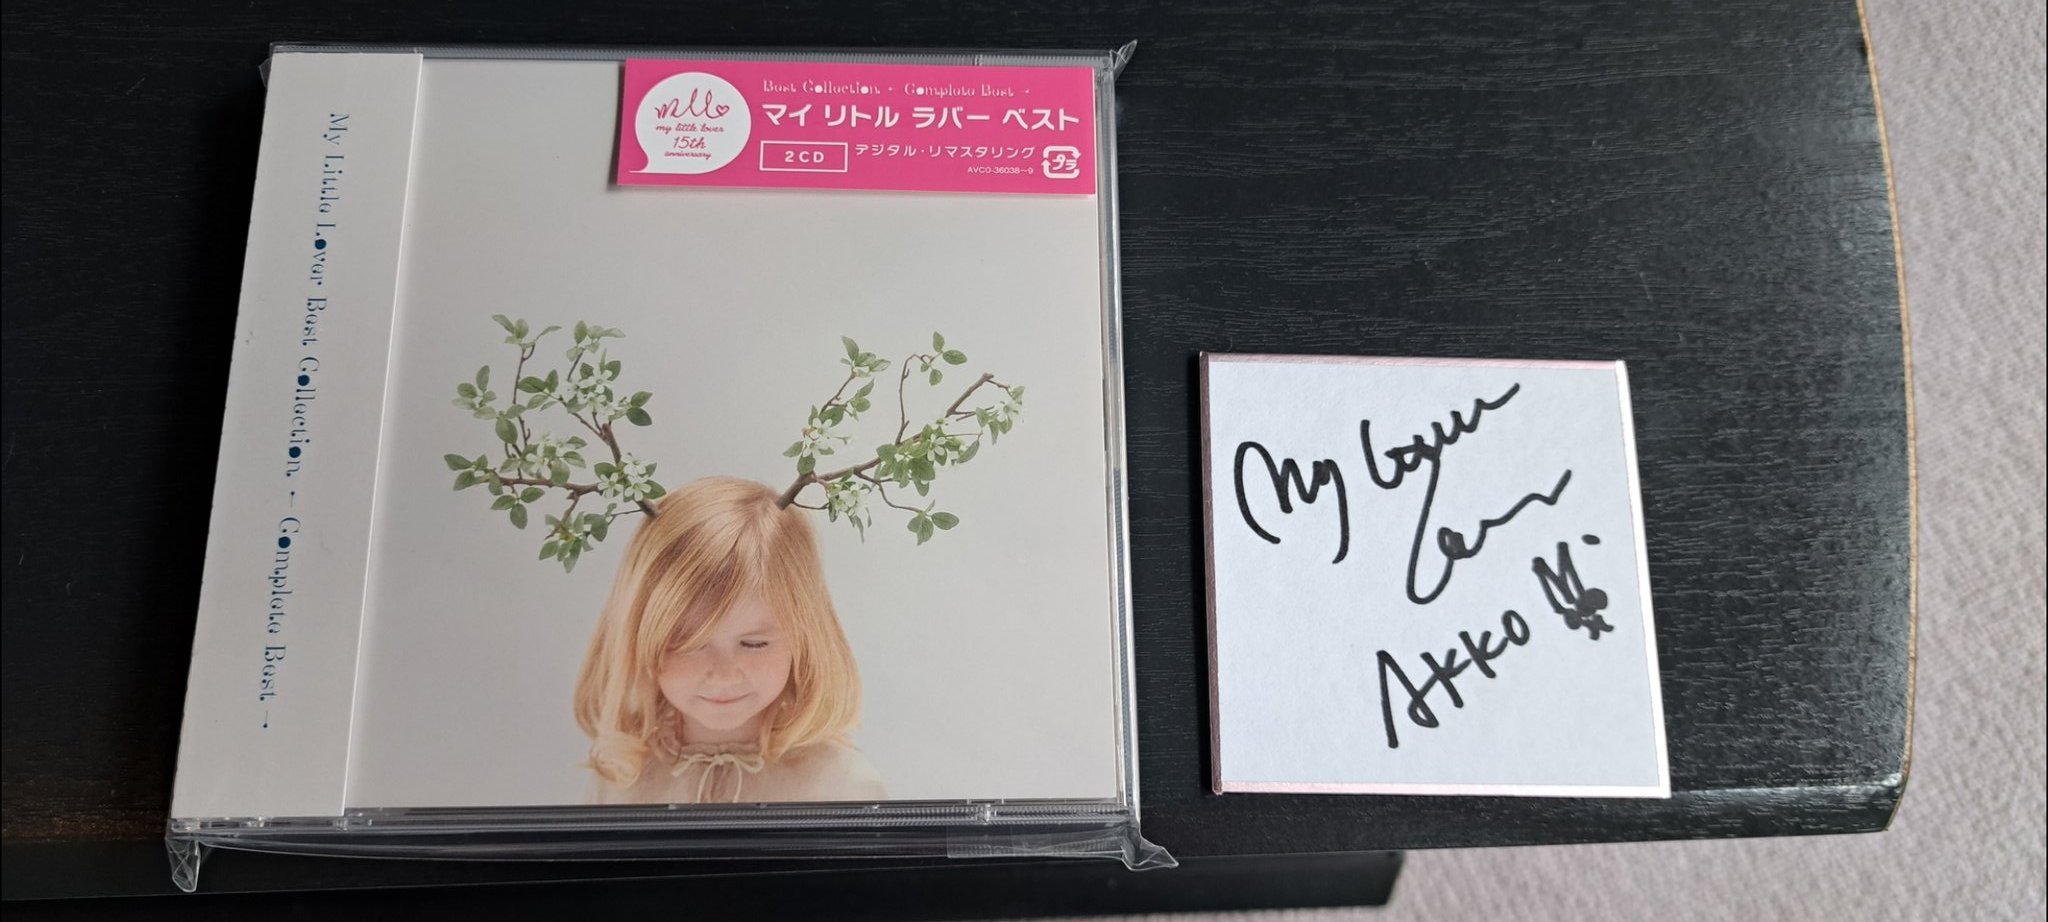 My Little Lover Best Collection ～Complete Best～
mll
my little lover
15th
anniversary
Best Collection ～Complete Best～
マイ リトル ラバー ベスト
2CD
デジタル・リマスタリング
プラ
AVCO-36038～9
My
AKKO